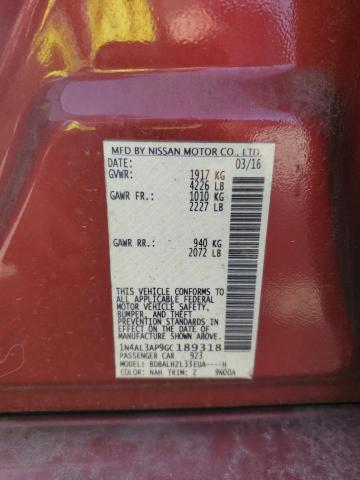 MFD BY NISSAN MOTOR CO., LTD.
DATE: 03/16
GVWR: 1917 KG
4226 LB
GAWR FR.: 1010 KG
2227 LB
GAWR RR.: 940 KG
2072 LB
THIS VEHICLE CONFORMS TO
ALL APPLICABLE FEDERAL
MOTOR VEHICLE SAFETY,
BUMPER, AND THEFT
PREVENTION STANDARDS IN
EFFECT ON THE DATE OF
MANUFACTURE SHOWN ABOVE.
1N4AL3AP9GC189318
PASSENGER CAR 923
MODEL: BDBALHZL33EUA----H
COLOR: NAH TRIM: Z 9N00A